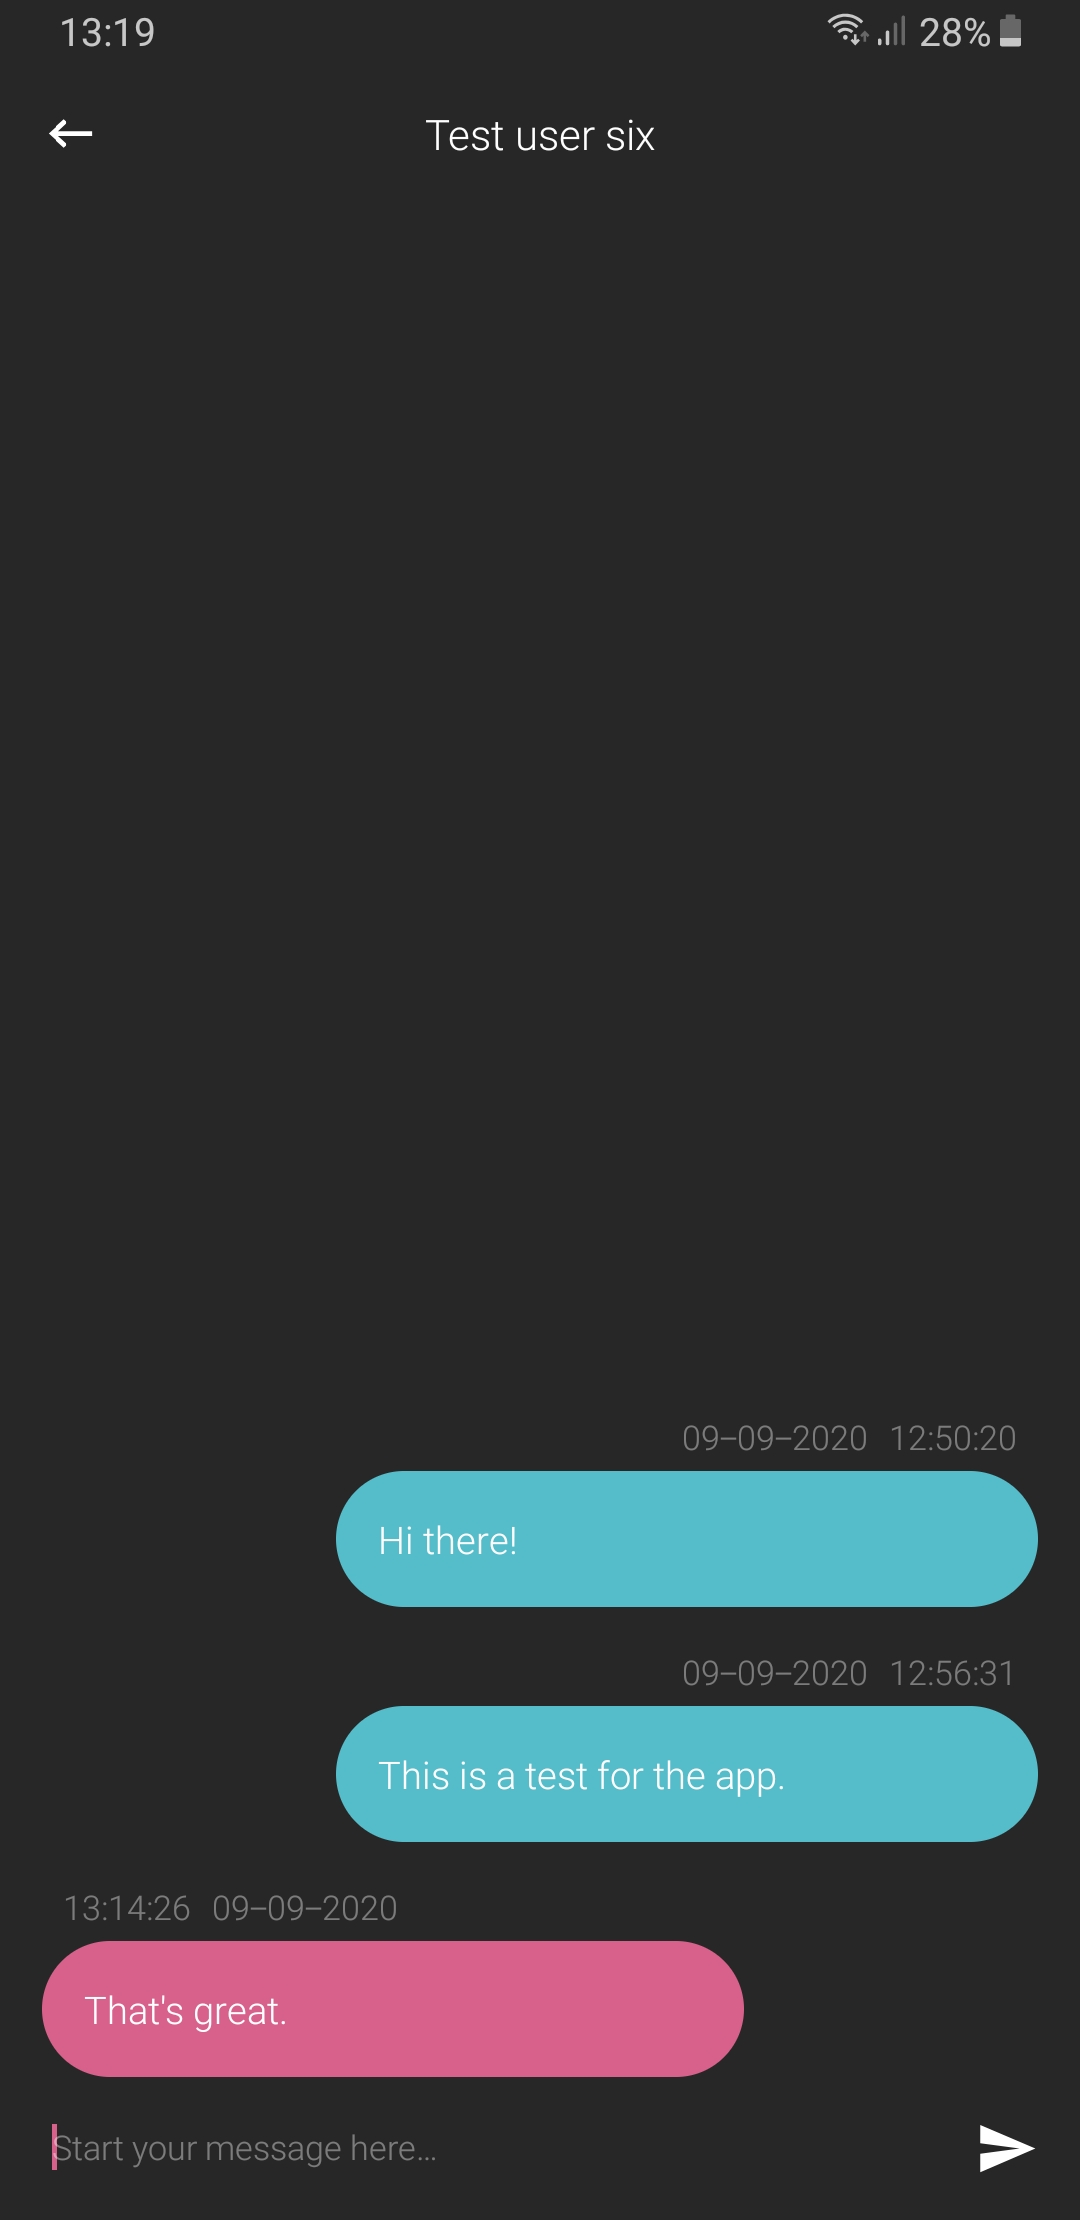 13:19 28%
Test user six
09-09-2020 12:50:20
Hi there!
09-09-2020 12:56:31
This is a test for the app.
13:14:26 09-09-2020
That's great.
Start your message here...